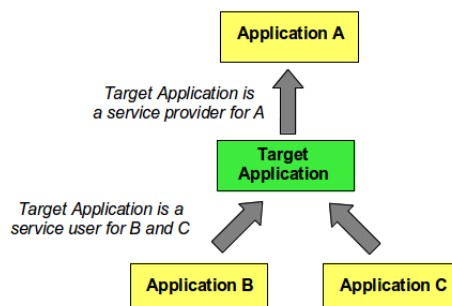 Application A
Target Application is
a service provider for A
Target
Application
Target Application is a
service user for B and C
Application B
Application C